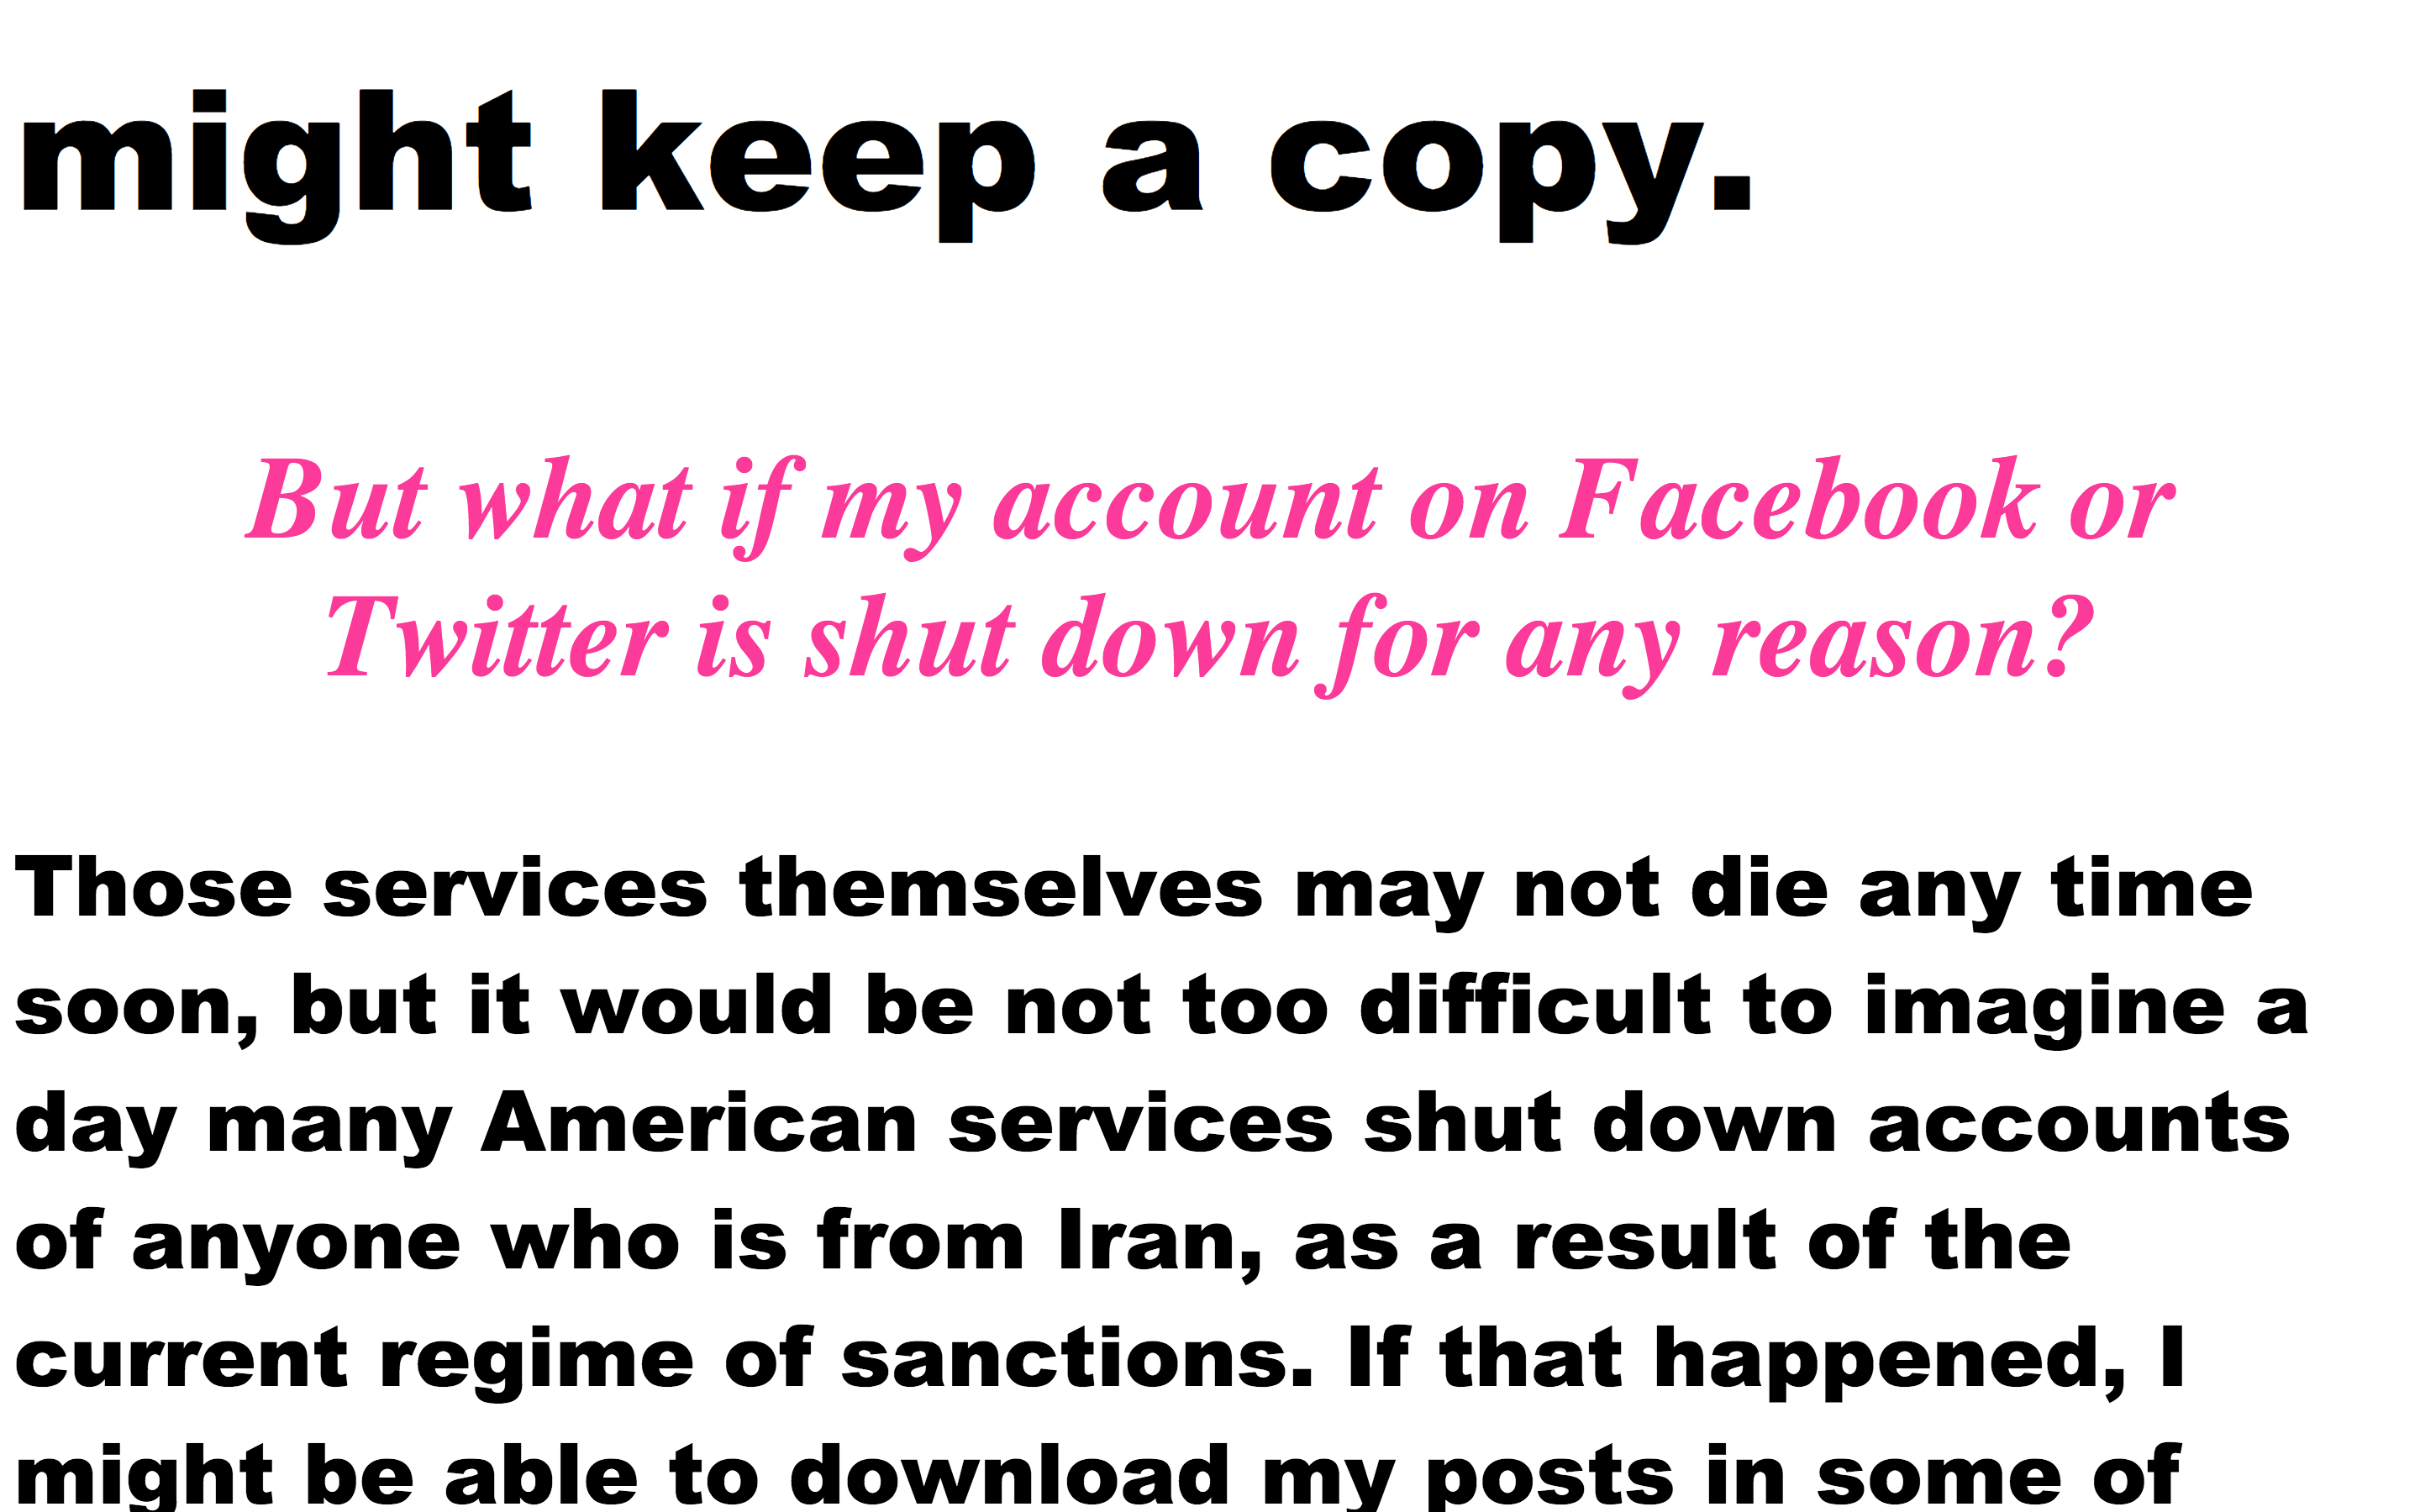 might keep a copy.
But what if my account on Facebook or
Twitter is shut down for any reason?
Those services themselves may not die any time
soon, but it would be not too difficult to imagine a
day many American services shut down accounts
of anyone who is from Iran, as a result of the
current regime of sanctions. If that happened, I
might be able to download my posts in some of